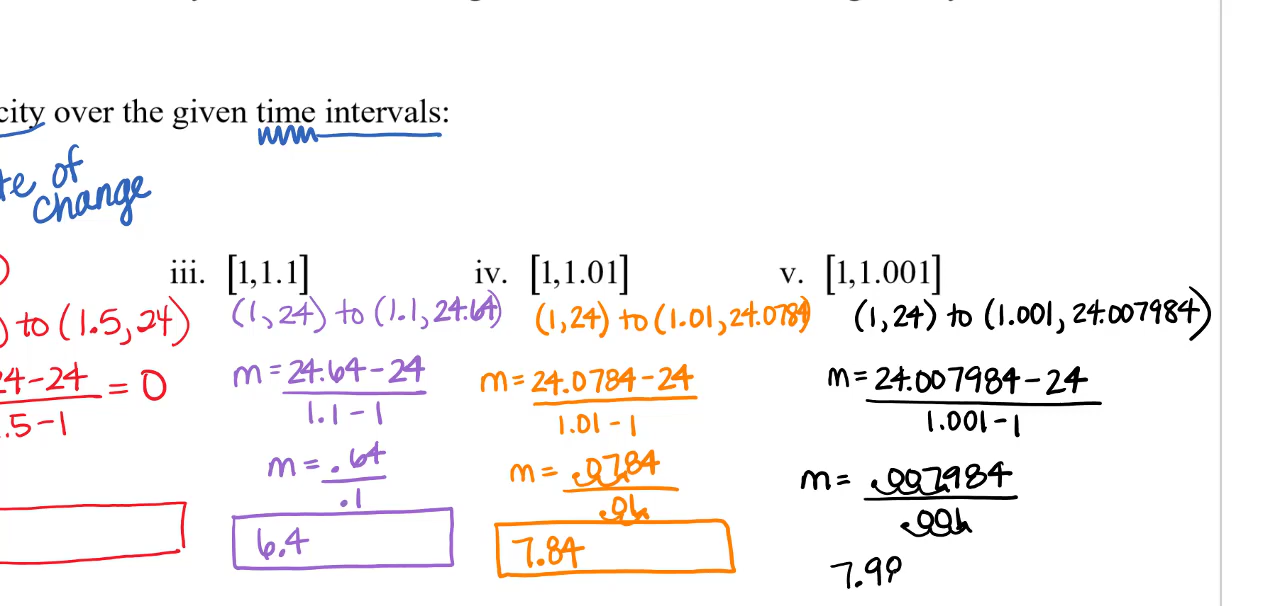 city over the given time intervals:
te of
change
iii. [1,1.1]
iv. [1,1.01]
v. [1,1.001]
) to (1.5, 24)
(1, 24) to (1.1, 24.64)
(1, 24) to (1.01, 24.0784)
(1, 24) to (1.001, 24.007984)
24-24
.5-1
= 0
m = 24.64-24
1.1-1
m = 24.0784-24
1.01-1
m = 24.007984-24
1.001-1
m = .64
.1
m = .0784
.01
m = .007984
.001
6.4
7.84
7.98